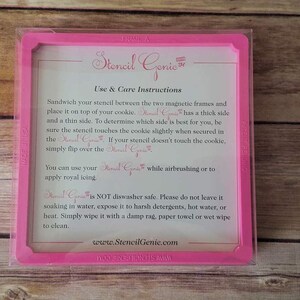 Stencil Genie
Use & Care Instructions
Sandwich your stencil between the two magnetic frames and
place it on top of your cookie. Stencil Genie has a thick side
and a thin side. To determine which side is best for you, be
sure the stencil touches the cookie slightly when secured in
the Stencil Genie. If your stencil doesn't touch the cookie,
simply flip over the Stencil Genie.
You can use your Stencil Genie while airbrushing or to
apply royal icing.
Stencil Genie is NOT diswasher safe. Please do not leave it
soaking in water, expose it to harsh detergents, hot water, or
heat. Simply wipe it with a damp rag, paper towel or wet wipe
to clean.
www.StencilGenie.com